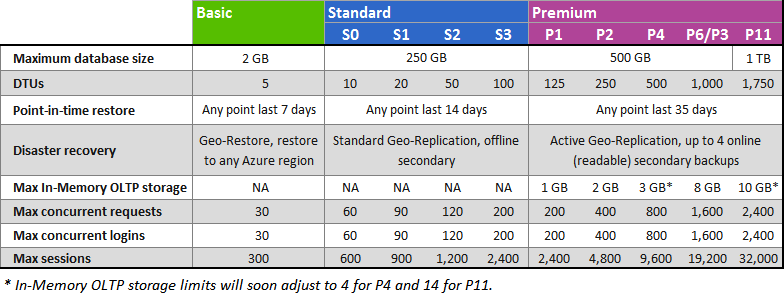 Basic Standard Premium
S0 S1 S2 S3 P1 P2 P4 P6/P3 P11
Maximum database size 2 GB 250 GB 500 GB 1 TB
DTUs 5 10 20 50 100 125 250 500 1,000 1,750
Point-in-time restore Any point last 7 days Any point last 14 days Any point last 35 days
Disaster recovery Geo-Restore, restore to any Azure region Standard Geo-Replication, offline secondary Active Geo-Replication, up to 4 online (readable) secondary backups
Max In-Memory OLTP storage NA NA NA NA NA 1 GB 2 GB 3 GB* 8 GB 10 GB*
Max concurrent requests 30 60 90 120 200 200 400 800 1,600 2,400
Max concurrent logins 30 60 90 120 200 200 400 800 1,600 2,400
Max sessions 300 600 900 1,200 2,400 2,400 4,800 9,600 19,200 32,000
* In-Memory OLTP storage limits will soon adjust to 4 for P4 and 14 for P11.